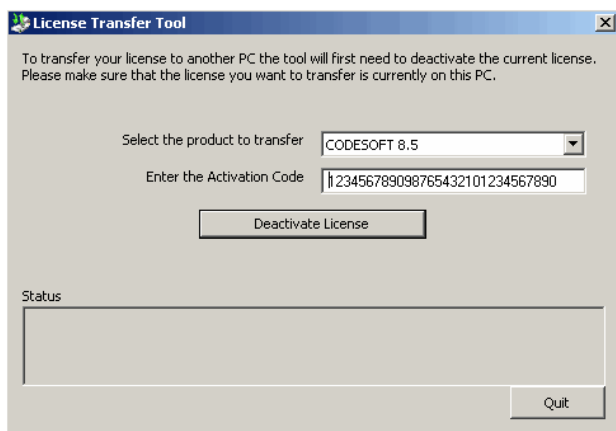 License Transfer Tool
To transfer your license to another PC the tool will first need to deactivate the current license.
Please make sure that the license you want to transfer is currently on this PC.
Select the product to transfer
CODESOFT 8.5
Enter the Activation Code
123456789098765432101234567890
Deactivate License
Status
Quit